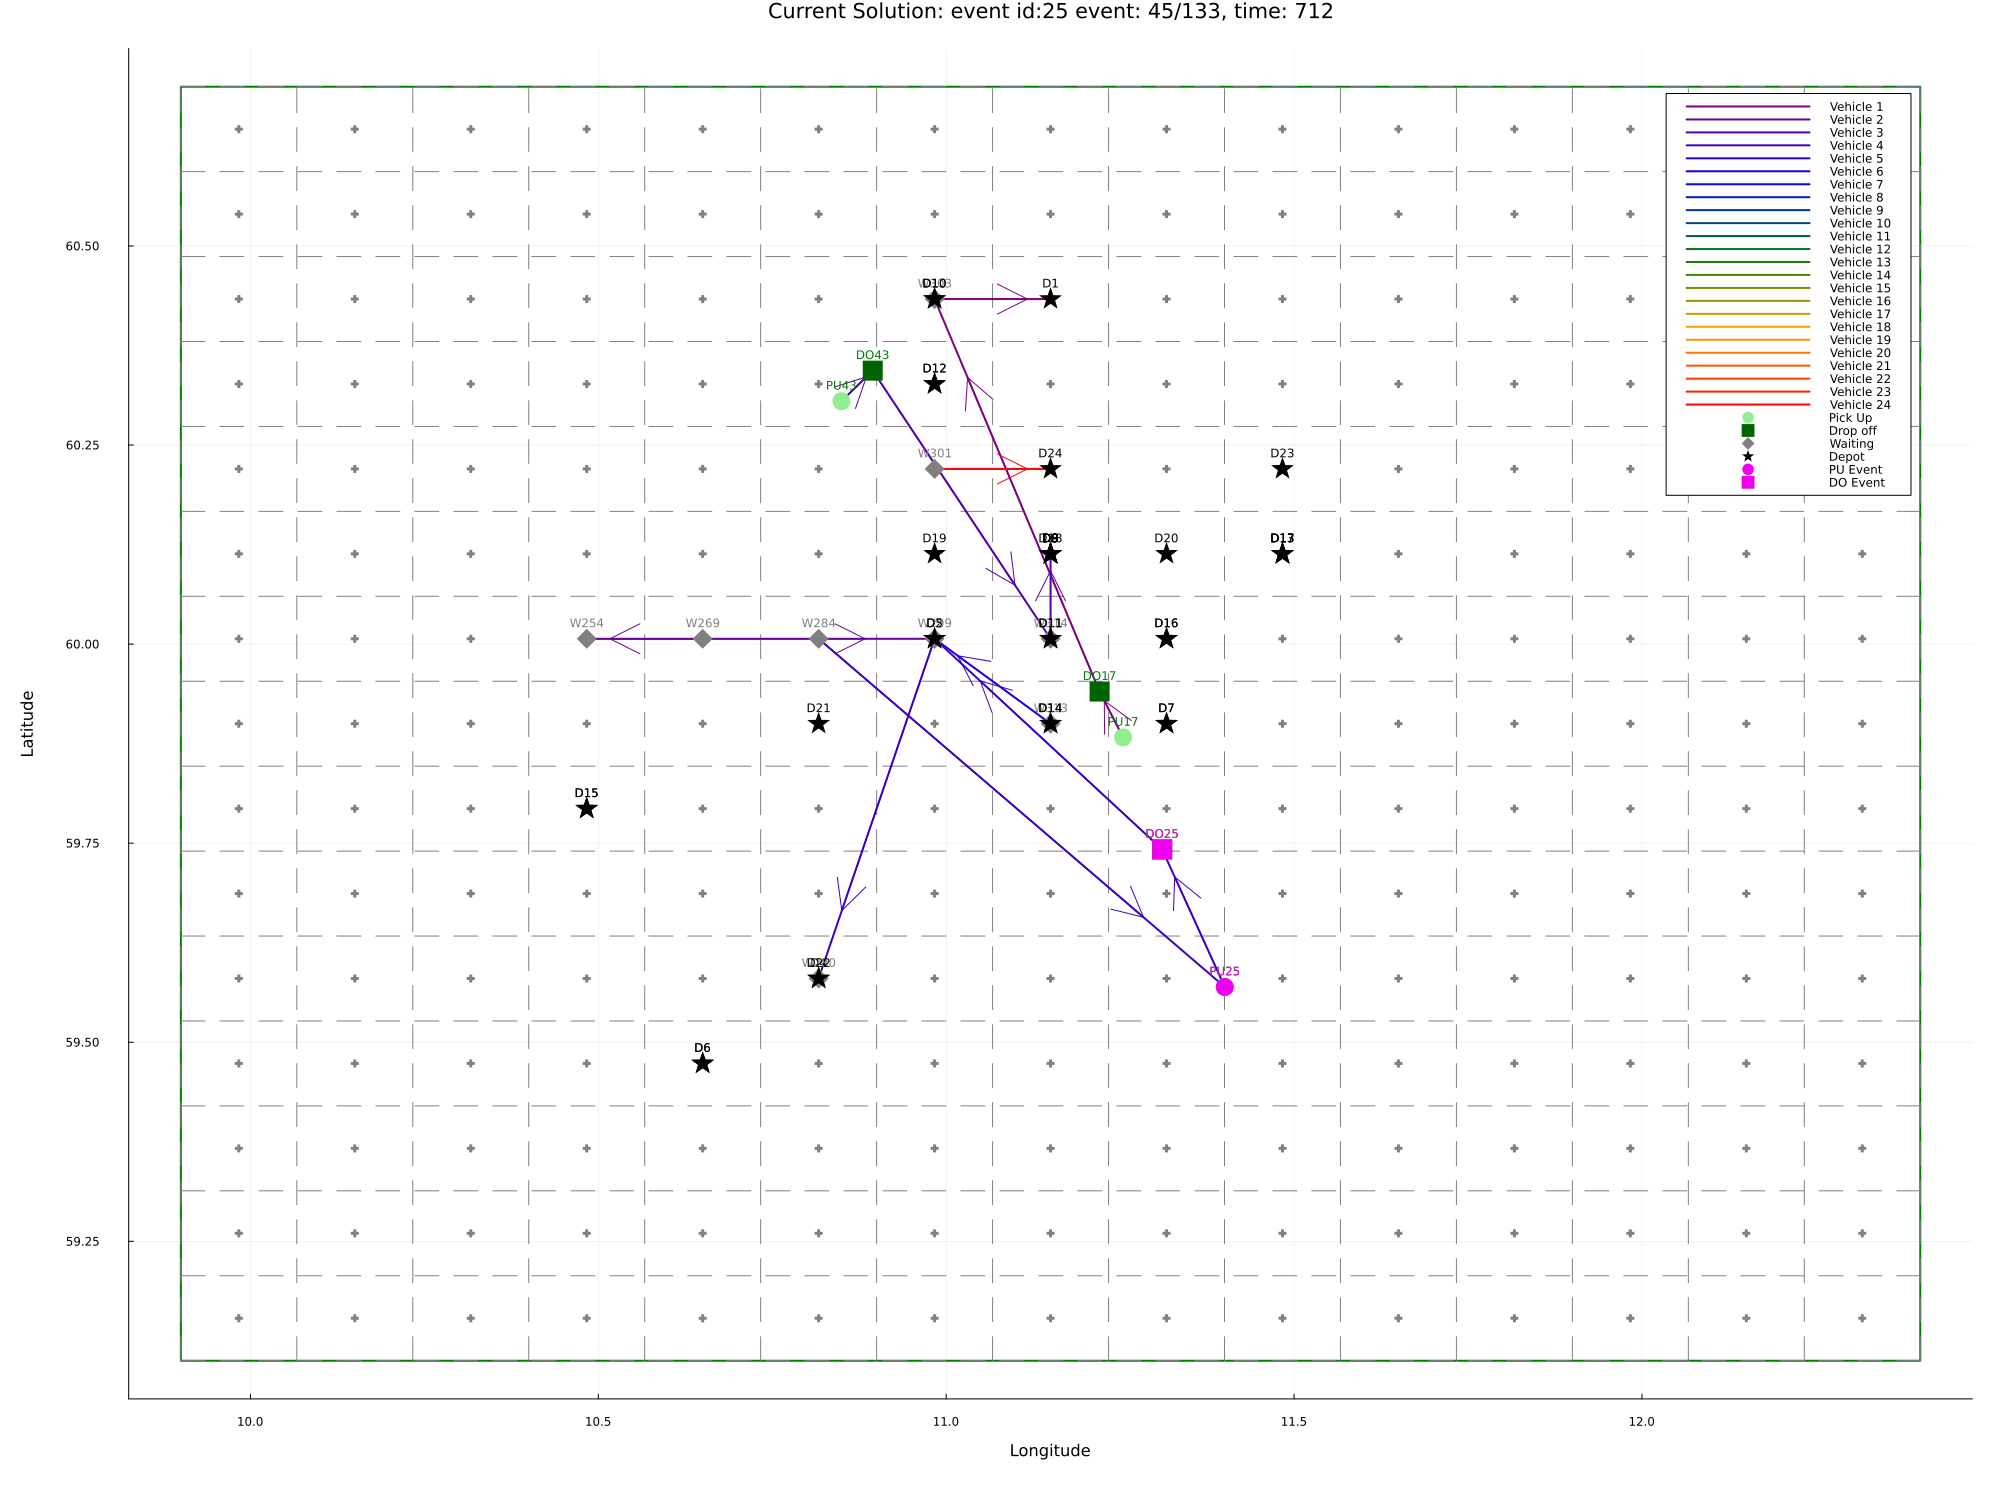 Current Solution: event id:25 event: 45/133, time: 712
Vehicle 1
Vehicle 2
Vehicle 3
Vehicle 4
Vehicle 5
Vehicle 6
Vehicle 7
Vehicle 8
Vehicle 9
Vehicle 10
Vehicle 11
Vehicle 12
Vehicle 13
Vehicle 14
Vehicle 15
Vehicle 16
Vehicle 17
Vehicle 18
Vehicle 19
Vehicle 20
Vehicle 21
Vehicle 22
Vehicle 23
Vehicle 24
Pick Up
Drop off
Waiting
Depot
PU Event
DO Event
60.50
D10
D1
DO43
D12
PU43
60.25
W301
D24
D23
D19
D20
60.00
W254
W269
W284
D11
D16
DO17
D21
D14
D7
PU17
D15
59.75
DO25
D22
PU25
59.50
D6
59.25
10.0
10.5
11.0
11.5
12.0
Latitude
Longitude